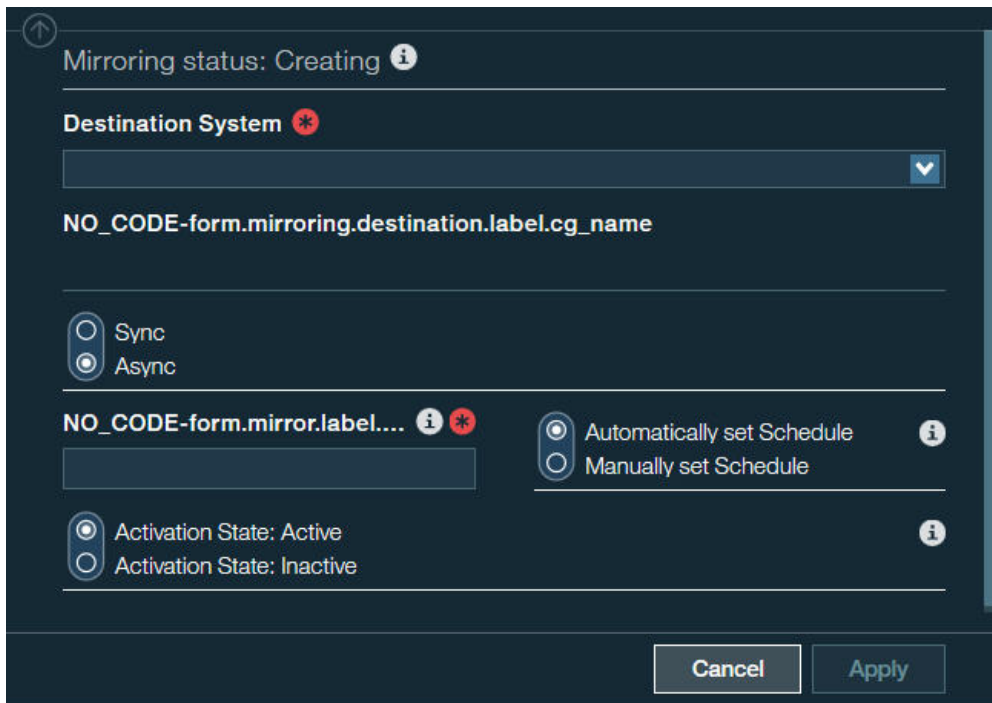 Mirroring status: Creating
Destination System
NO_CODE-form.mirroring.destination.label.cg_name
Sync
Async
NO_CODE-form.mirror.label....
Automatically set Schedule
Manually set Schedule
Activation State: Active
Activation State: Inactive
Cancel
Apply